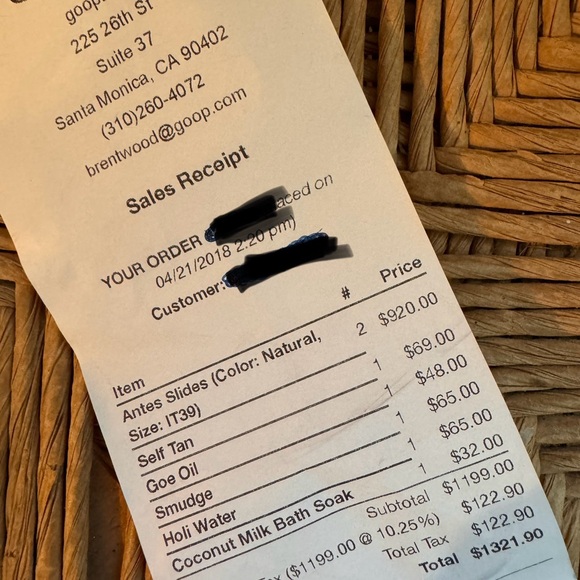 225 26th St
Suite 37
Santa Monica, CA 90402
(310)260-4072
brentwood@goop.com
Sales Receipt
YOUR ORDER aced on
04/21/2018 2:20 pm)
Customer:
Item # Price
Antes Slides (Color: Natural, 2 $920.00
Size: IT39)
Self Tan 1 $69.00
Goe Oil 1 $48.00
Smudge 1 $65.00
Holi Water 1 $65.00
Coconut Milk Bath Soak 1 $32.00
Subtotal $1199.00
Tax ($1199.00 @ 10.25%) $122.90
Total Tax $122.90
Total $1321.90